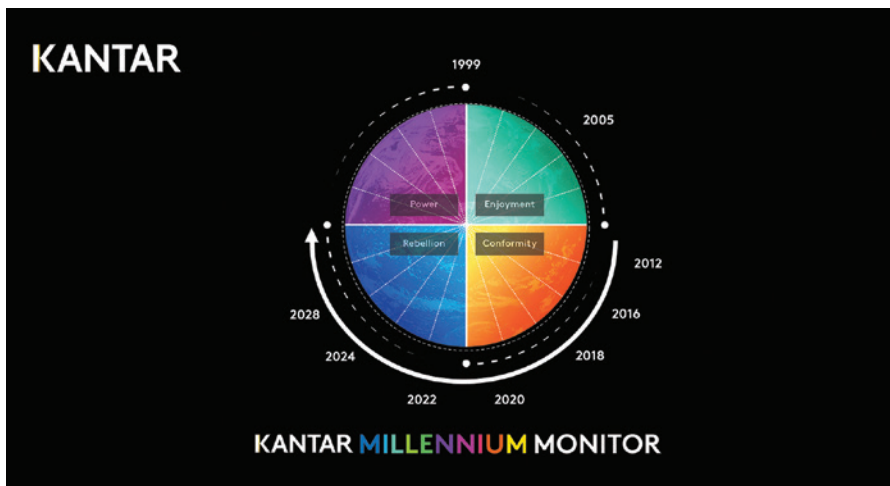 KANTAR
1999
2005
Power
Enjoyment
Rebellion
Conformity
2012
2028
2016
2024
2018
2022
2020
KANTAR MILLENNIUM MONITOR